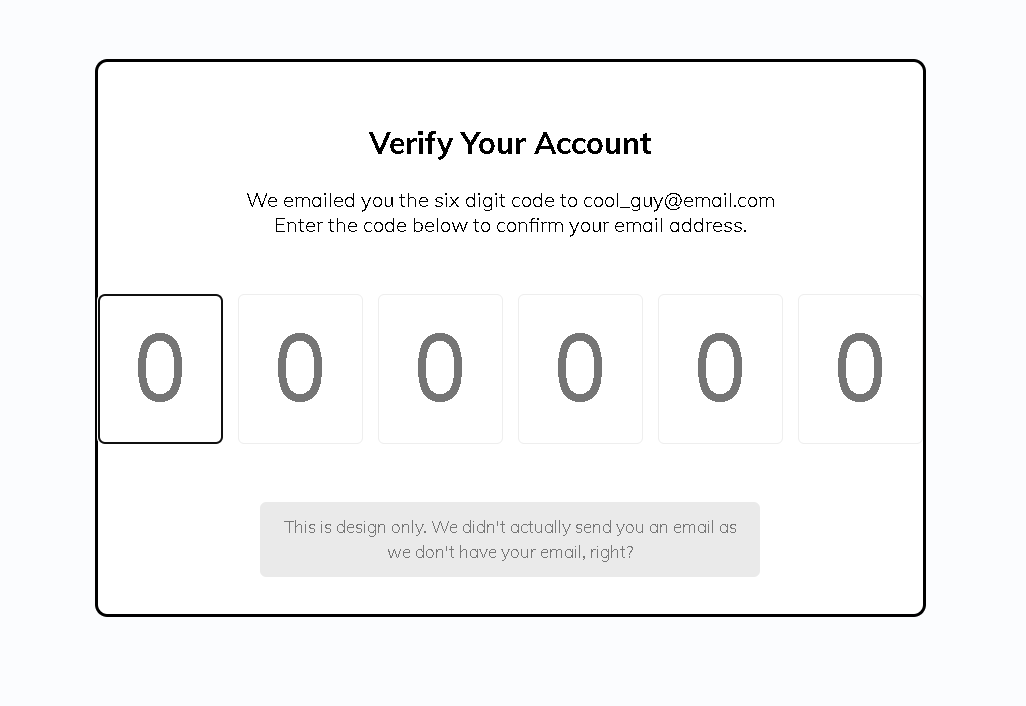 Verify Your Account
We emailed you the six digit code to cool_guy@email.com
Enter the code below to confirm your email address.
0 0 0 0 0 0
This is design only. We didn't actually send you an email as
we don't have your email, right?